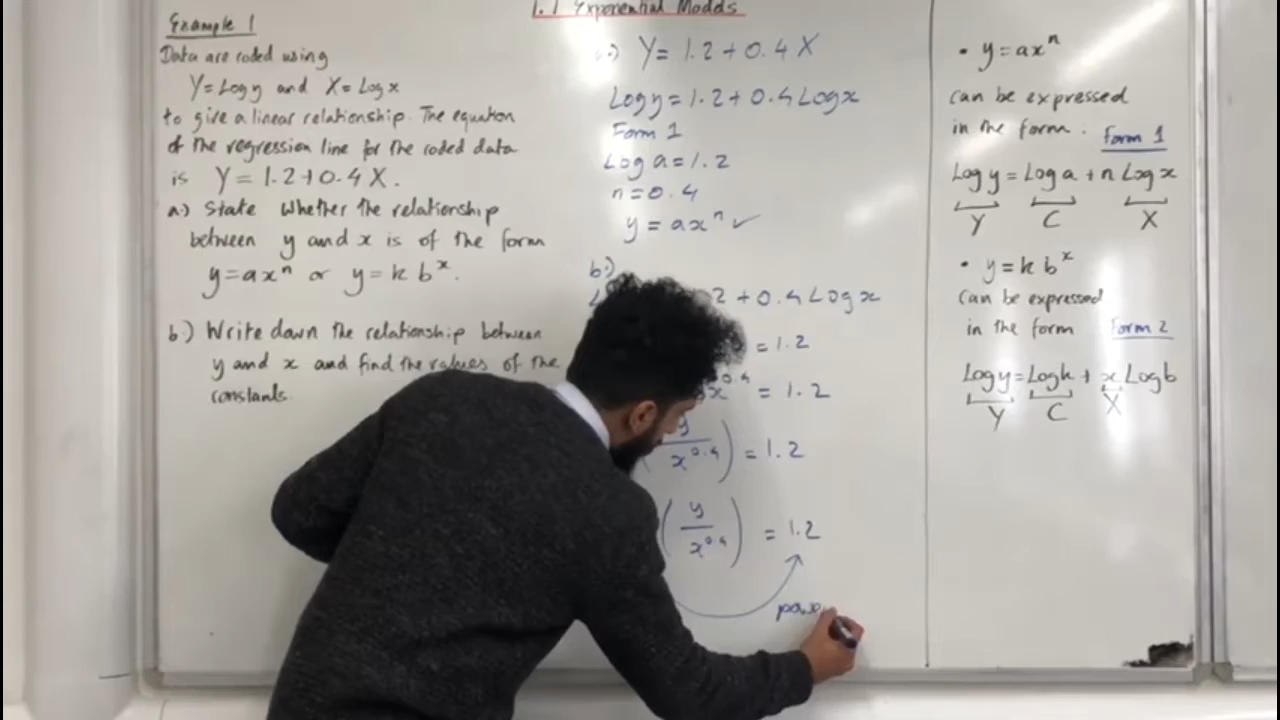 1.1 Exponential Models
Example 1
Data are coded using
Y = Log y and X = Log x
to give a linear relationship. The equation
of the regression line for the coded data
is Y = 1.2 + 0.4 X.
a.) State whether the relationship
between y and x is of the form
y = ax^n or y = k b^x.
b.) Write down the relationship between
y and x and find the values of the
constants.
Y = 1.2 + 0.4 X
Log y = 1.2 + 0.4 Log x
Form 1
Log a = 1.2
n = 0.4
y = ax^n ✓
b.)
2 + 0.4 Log x
= 1.2
x^0.4 = 1.2
(y / x^0.4) = 1.2
(y / x^0.4) = 1.2
powe
• y = ax^n
can be expressed
in the form : Form 1
Log y = Log a + n Log x
Y C X
• y = k b^x
can be expressed
in the form Form 2
Log y = Log k + x Log b
Y C X